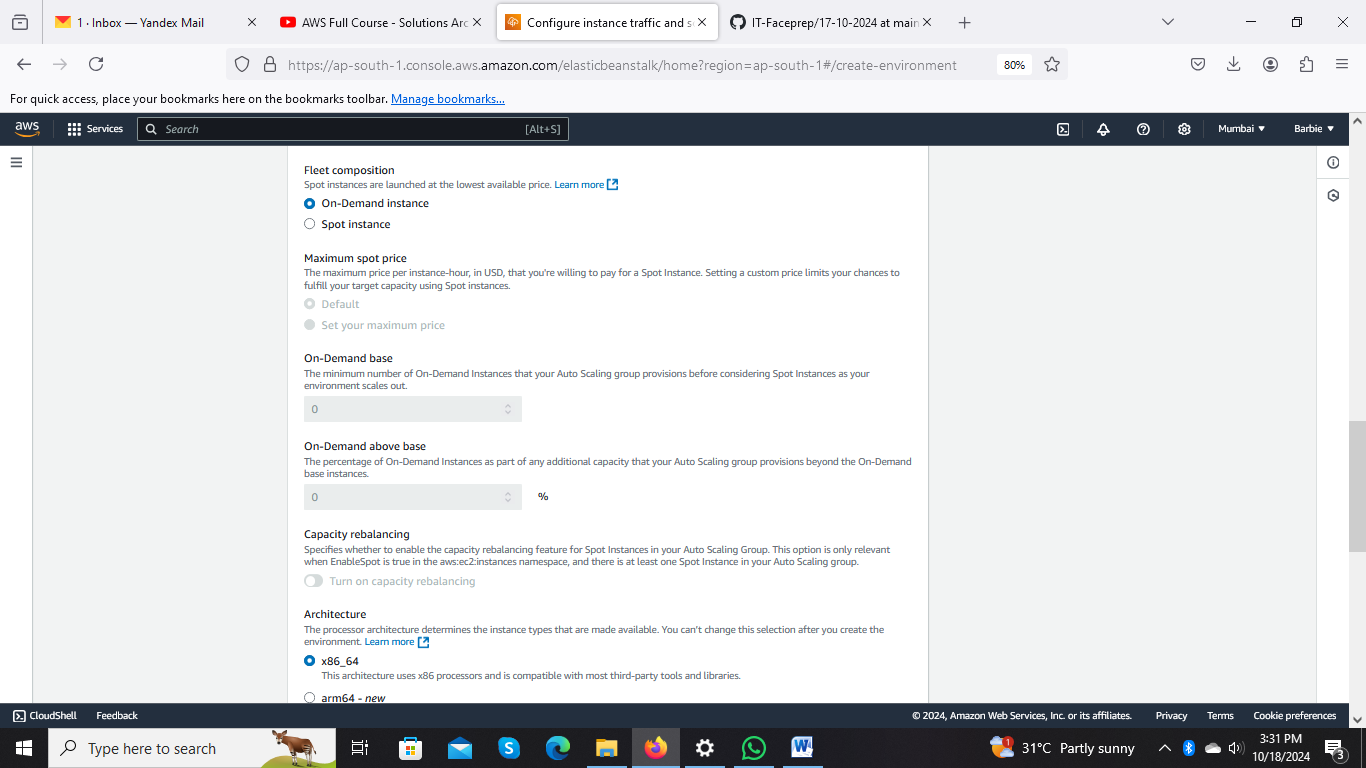 1 · Inbox — Yandex Mail
AWS Full Course - Solutions Arc
Configure instance traffic and s
IT-Faceprep/17-10-2024 at main
https://ap-south-1.console.aws.amazon.com/elasticbeanstalk/home?region=ap-south-1#/create-environment
80%
For quick access, place your bookmarks here on the bookmarks toolbar. Manage bookmarks...
aws
Services
Search
[Alt+S]
Mumbai
Barbie
Fleet composition
Spot instances are launched at the lowest available price. Learn more
On-Demand instance
Spot instance
Maximum spot price
The maximum price per instance-hour, in USD, that you're willing to pay for a Spot Instance. Setting a custom price limits your chances to
fulfill your target capacity using Spot instances.
Default
Set your maximum price
On-Demand base
The minimum number of On-Demand Instances that your Auto Scaling group provisions before considering Spot Instances as your
environment scales out.
0
On-Demand above base
The percentage of On-Demand Instances as part of any additional capacity that your Auto Scaling group provisions beyond the On-Demand
base instances.
0
%
Capacity rebalancing
Specifies whether to enable the capacity rebalancing feature for Spot Instances in your Auto Scaling Group. This option is only relevant
when EnableSpot is true in the aws:ec2:instances namespace, and there is at least one Spot Instance in your Auto Scaling group.
Turn on capacity rebalancing
Architecture
The processor architecture determines the instance types that are made available. You can't change this selection after you create the
environment. Learn more
x86_64
This architecture uses x86 processors and is compatible with most third-party tools and libraries.
arm64 - new
CloudShell
Feedback
© 2024, Amazon Web Services, Inc. or its affiliates.
Privacy
Terms
Cookie preferences
Type here to search
1
31°C Partly sunny
3:31 PM
10/18/2024
3